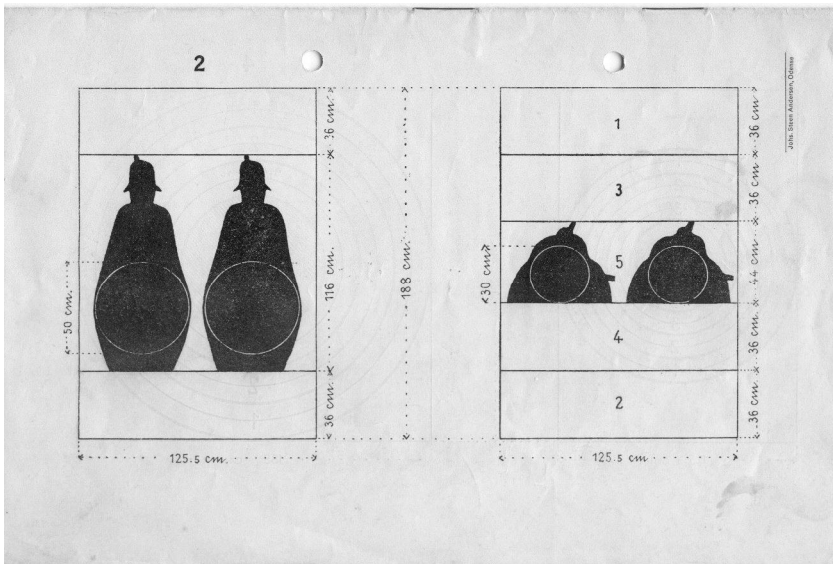 2
36 cm.
116 cm.
36 cm.
50 cm.
188 cm.
125.5 cm.
1
3
5
4
2
36 cm.
36 cm.
44 cm.
36 cm.
36 cm.
30 cm.
125.5 cm
Johs. Steen Andersen, Odense